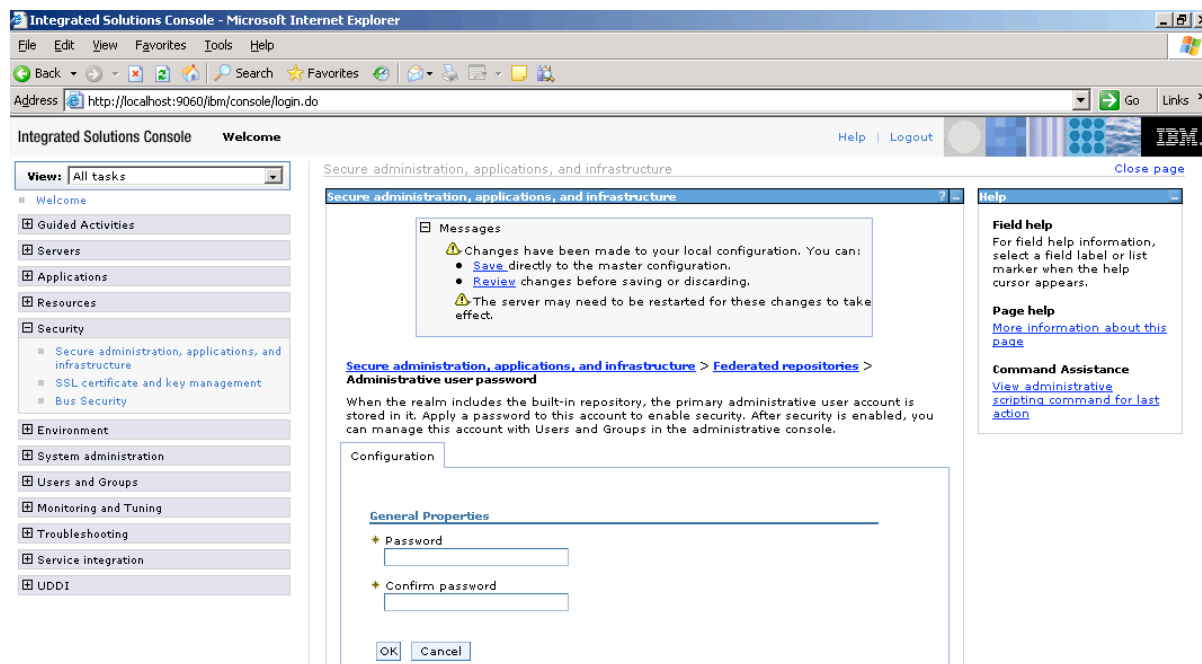 Integrated Solutions Console - Microsoft Internet Explorer
File Edit View Favorites Tools Help
Back Search Favorites
Address http://localhost:9060/ibm/console/login.do Go Links
Integrated Solutions Console Welcome Help | Logout IBM.
View: All tasks
Welcome
Guided Activities
Servers
Applications
Resources
Security
Secure administration, applications, and
infrastructure
SSL certificate and key management
Bus Security
Environment
System administration
Users and Groups
Monitoring and Tuning
Troubleshooting
Service integration
UDDI
Secure administration, applications, and infrastructure
Close page
Secure administration, applications, and infrastructure ?
Messages
Changes have been made to your local configuration. You can:
Save directly to the master configuration.
Review changes before saving or discarding.
The server may need to be restarted for these changes to take
effect.
Secure administration, applications, and infrastructure > Federated repositories >
Administrative user password
When the realm includes the built-in repository, the primary administrative user account is
stored in it. Apply a password to this account to enable security. After security is enabled, you
can manage this account with Users and Groups in the administrative console.
Configuration
General Properties
* Password
* Confirm password
OK Cancel
Help
Field help
For field help information,
select a field label or list
marker when the help
cursor appears.
Page help
More information about this
page
Command Assistance
View administrative
scripting command for last
action